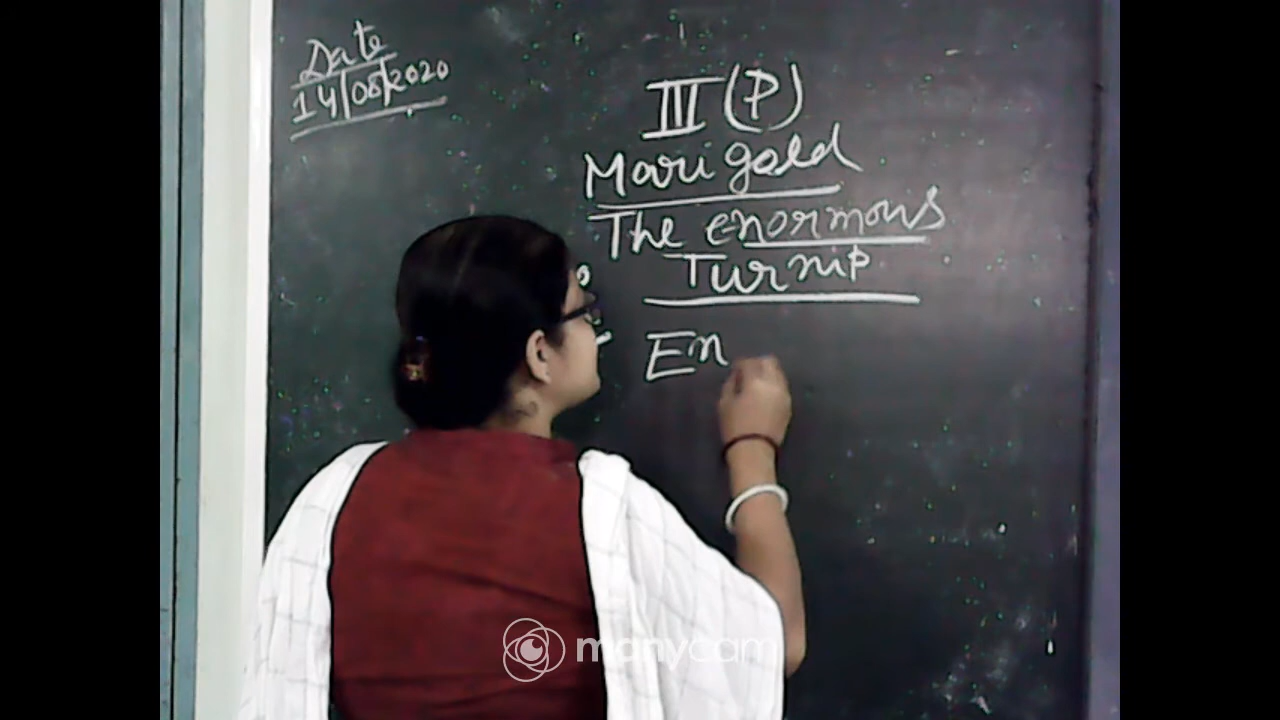 Date
14/08/2020
III (P)
Marigold
The enormous
Turnip
En
manycam